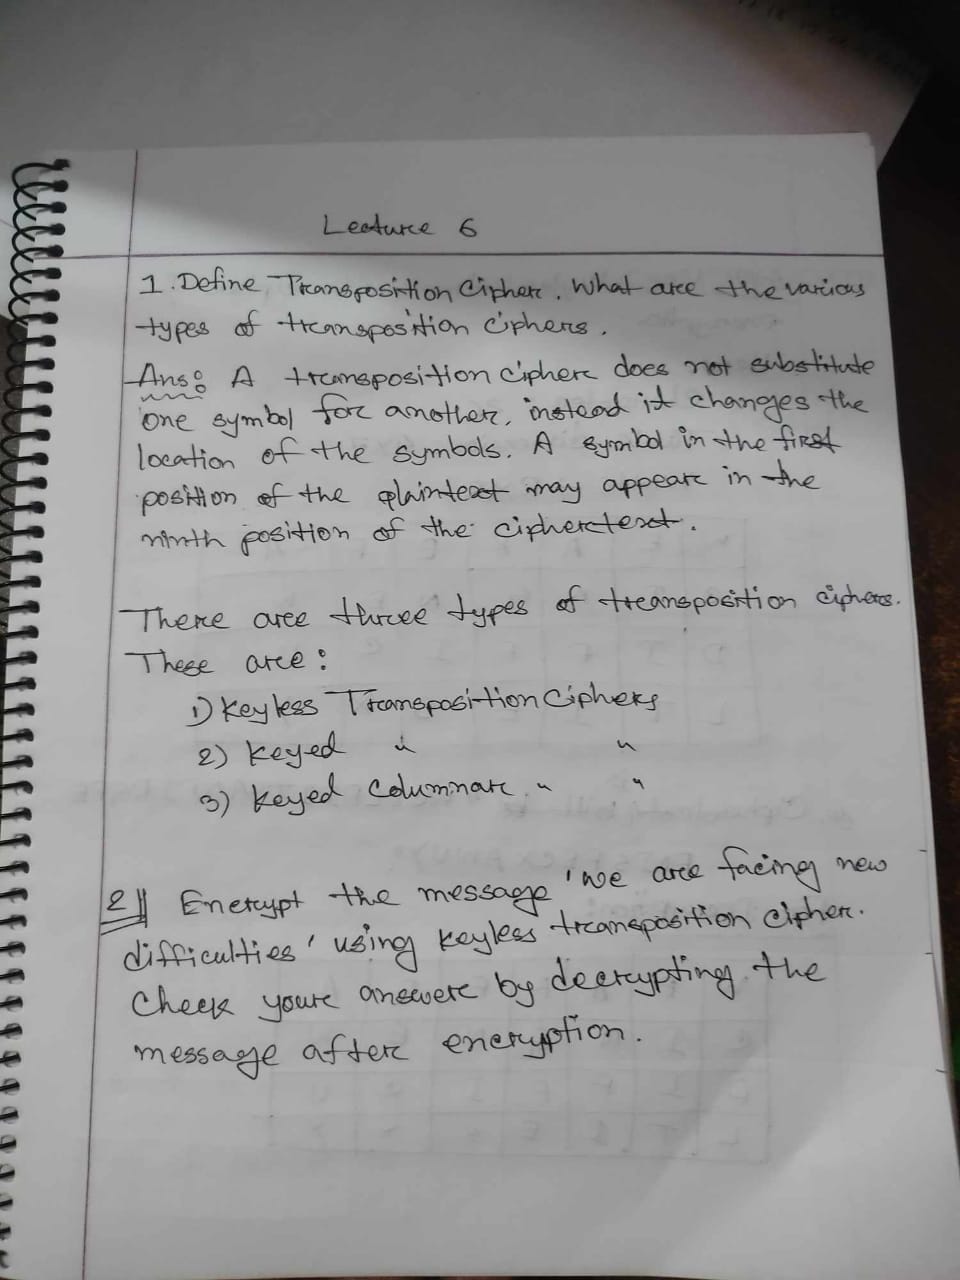 Lecture 6
1. Define Transposition Cipher. What are the various
types of transposition ciphers.
Ans: A transposition cipher does not substitute
one symbol for another, instead it changes the
location of the symbols. A symbol in the first
position of the plaintext may appear in the
ninth position of the ciphertext.
There are three types of transposition ciphers.
These are:
1) Keyless Transposition Ciphers
2) Keyed " "
3) Keyed Columnar " "
2|| Encrypt the message 'we are facing new
difficulties' using keyless transposition cipher.
Check your answer by decrypting the
message after encryption.